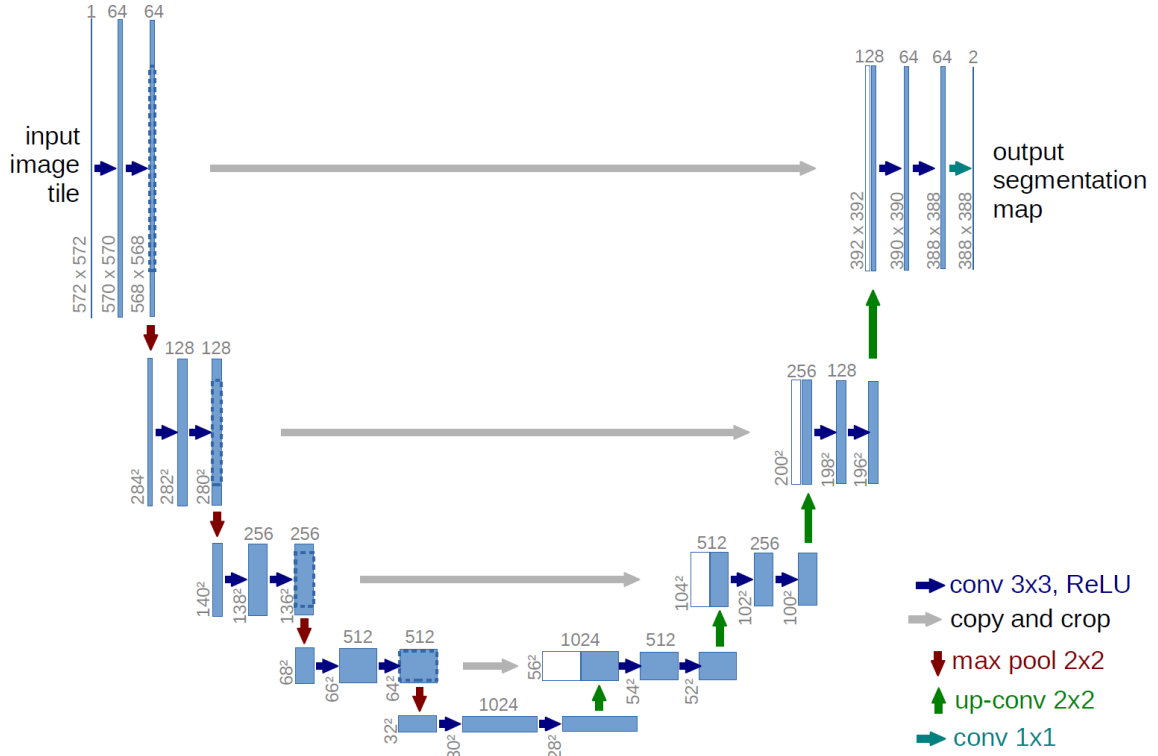 1 64 64
input
image
tile
572 x 572
570 x 570
568 x 568
128 64 64 2
392 x 392
390 x 390
388 x 388
388 x 388
output
segmentation
map
128 128
284²
282²
280²
256 128
200²
198²
196²
256 256
140²
138²
136²
512 256
104²
102²
100²
512 512
68²
66²
64²
1024 512
56²
54²
52²
1024
32²
30²
28²
conv 3x3, ReLU
copy and crop
max pool 2x2
up-conv 2x2
conv 1x1